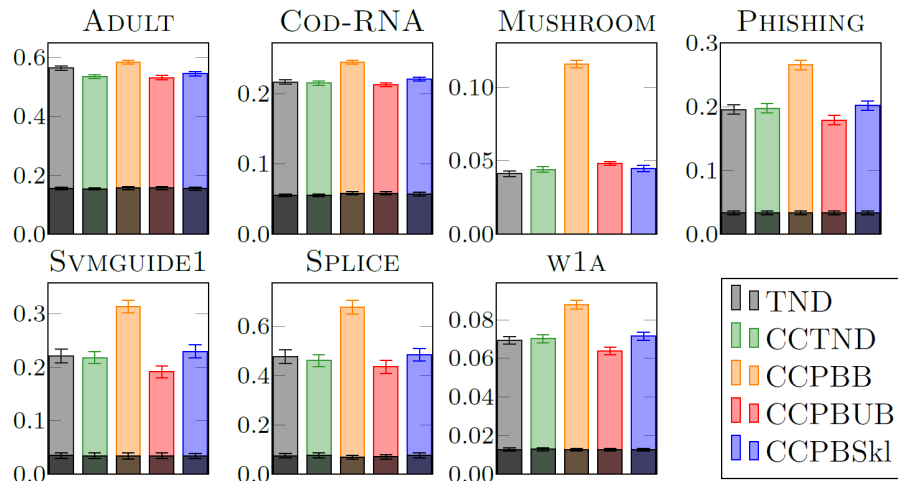 ADULT
COD-RNA
MUSHROOM
PHISHING
0.6
0.4
0.2
0.0
0.2
0.1
0.0
0.10
0.05
0.0
0.3
0.2
0.1
0.0
SVMGUIDE1
SPLICE
W1A
0.3
0.2
0.1
0.0
0.6
0.4
0.2
0.0
0.08
0.06
0.04
0.02
0.0
TND
CCTND
CCPBB
CCPBUB
CCPBSkl